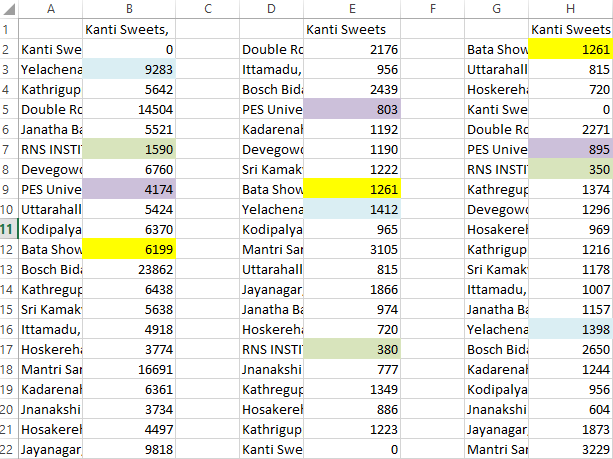 A B C D E F G H
1 Kanti Sweets, Kanti Sweets Kanti Sweets
2 Kanti Swe 0 Double Ro 2176 Bata Show 1261
3 Yelachena 9283 Ittamadu, 956 Uttarahall 815
4 Kathrigup 5642 Bosch Bida 2439 Hoskereh 720
5 Double Ro 14504 PES Unive 803 Kanti Swe 0
6 Janatha Ba 5521 Kadarenal 1192 Double Ro 2271
7 RNS INSTI 1590 Devegowd 1190 PES Unive 895
8 Devegowd 6760 Sri Kamak 1222 RNS INSTI 350
9 PES Unive 4174 Bata Show 1261 Kathregup 1374
10 Uttarahall 5424 Yelachena 1412 Devegowd 1296
11 Kodipalya 6370 Kodipalya 965 Hosakerel 969
12 Bata Show 6199 Mantri Sar 3105 Kathrigup 1216
13 Bosch Bida 23862 Uttarahall 815 Sri Kamak 1178
14 Kathregup 6438 Jayanagar, 1866 Ittamadu, 1007
15 Sri Kamak 5638 Janatha Ba 974 Janatha Ba 1157
16 Ittamadu, 4918 Hoskereh 720 Yelachena 1398
17 Hoskereh 3774 RNS INSTI 380 Bosch Bida 2650
18 Mantri Sar 16691 Jnanakshi 777 Kadarenal 1244
19 Kadarenal 6361 Kathregup 1349 Kodipalya 956
20 Jnanakshi 3734 Hosakerel 886 Jnanakshi 604
21 Hosakerel 4497 Kathrigup 1223 Jayanagar, 1873
22 Jayanagar, 9818 Kanti Swe 0 Mantri Sar 3229